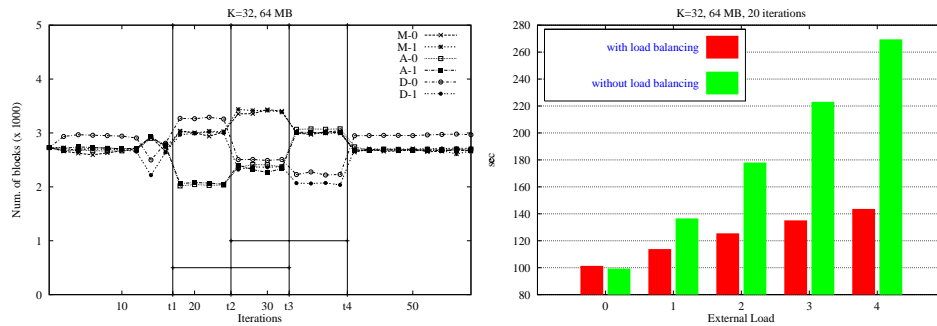 K=32, 64 MB
Num. of blocks (x 1000)
5
4
3
2
1
0
M-0
M-1
A-0
A-1
D-0
D-1
10 t1 20 t2 30 t3 t4 50
Iterations
K=32, 64 MB, 20 iterations
sec
280
260
240
220
200
180
160
140
120
100
80
with load balancing
without load balancing
0 1 2 3 4
External Load